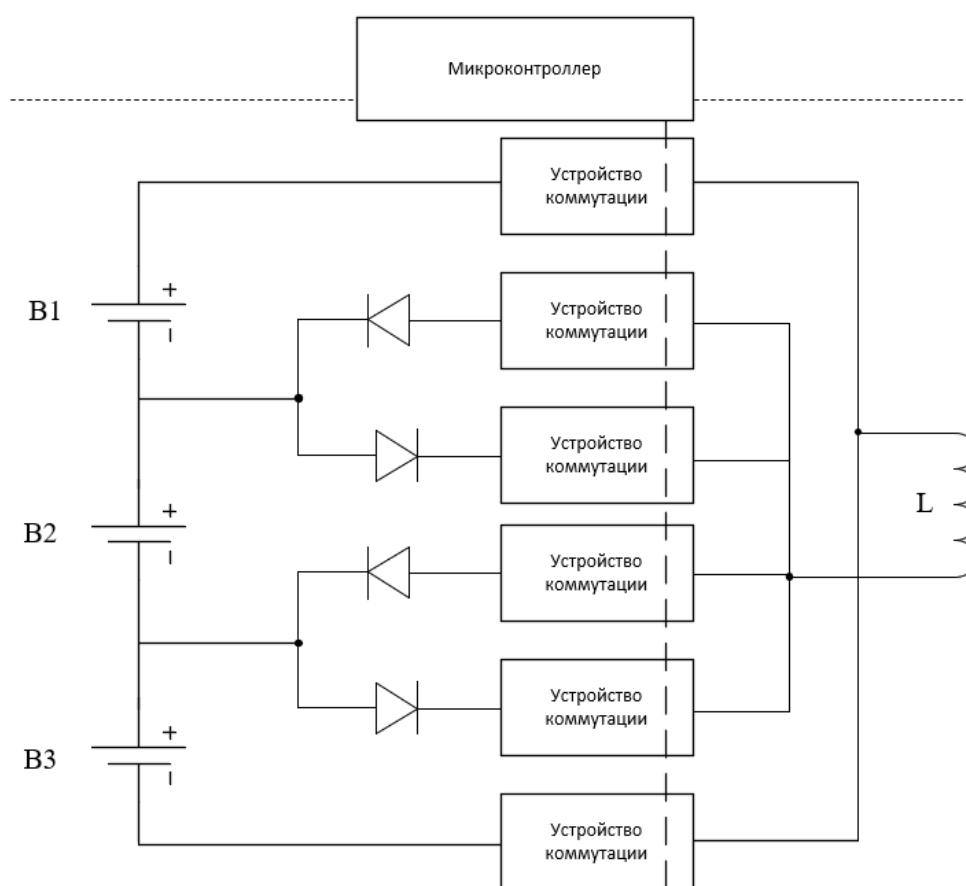 Микроконтроллер
Устройство
коммутации
+
B1
–
Устройство
коммутации
Устройство
коммутации
+
B2
–
L
Устройство
коммутации
Устройство
коммутации
+
B3
–
Устройство
коммутации